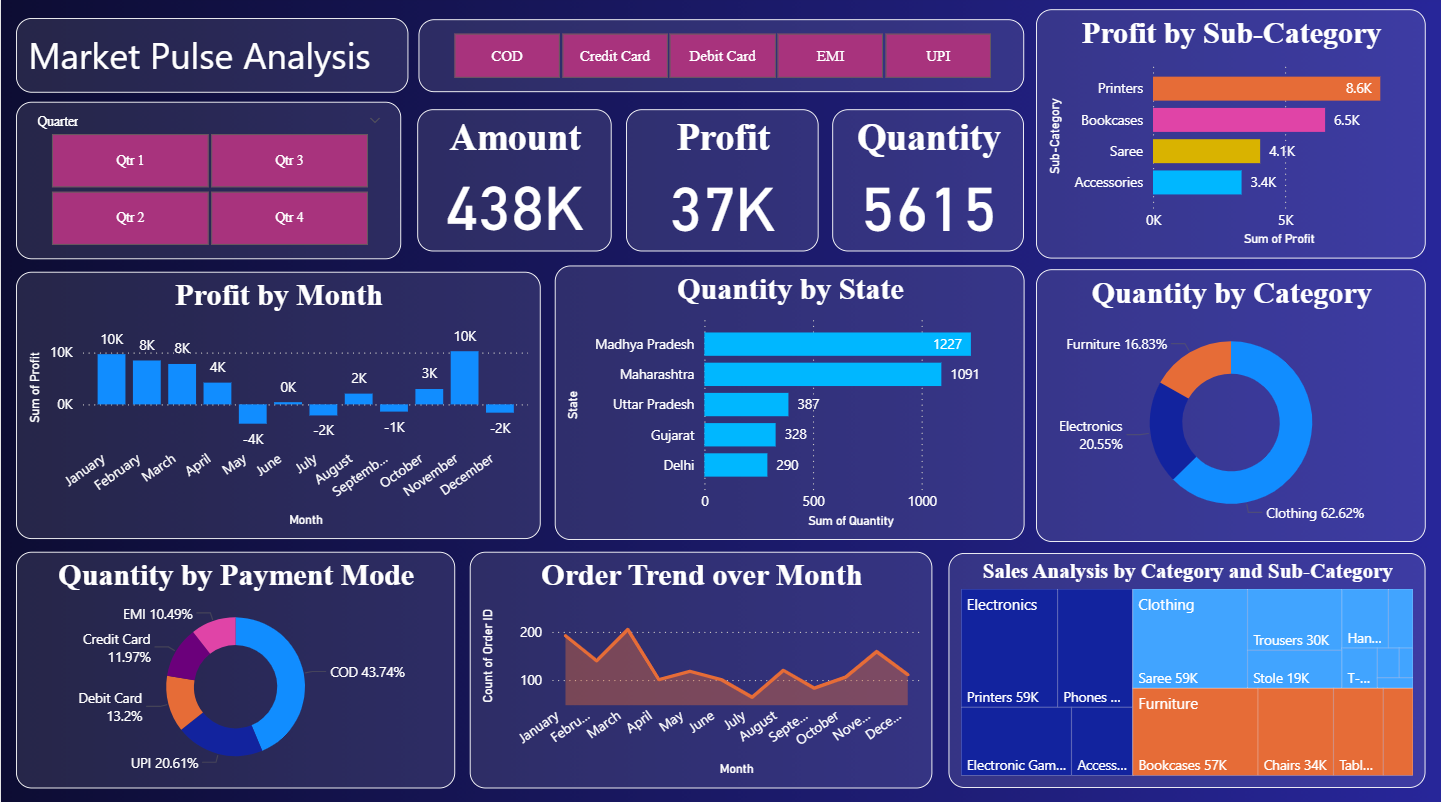 Market Pulse Analysis
COD
Credit Card
Debit Card
EMI
UPI
Quarter
Qtr 1
Qtr 3
Qtr 2
Qtr 4
Amount
438K
Profit
37K
Quantity
5615
Profit by Sub-Category
Sub-Category
Printers
8.6K
Bookcases
6.5K
Saree
4.1K
Accessories
3.4K
0K
5K
Sum of Profit
Profit by Month
Sum of Profit
10K
0K
10K
8K
8K
4K
-4K
0K
-2K
2K
-1K
3K
10K
-2K
January
February
March
April
May
June
July
August
Septemb...
October
November
December
Month
Quantity by State
State
Madhya Pradesh
1227
Maharashtra
1091
Uttar Pradesh
387
Gujarat
328
Delhi
290
0
500
1000
Sum of Quantity
Quantity by Category
Furniture 16.83%
Electronics
20.55%
Clothing 62.62%
Quantity by Payment Mode
EMI 10.49%
Credit Card
11.97%
Debit Card
13.2%
UPI 20.61%
COD 43.74%
Order Trend over Month
Count of Order ID
200
100
January
Febru...
March
April
May
June
July
August
Septe...
October
Nove...
Dece...
Month
Sales Analysis by Category and Sub-Category
Electronics
Printers 59K
Phones ...
Electronic Gam...
Access...
Clothing
Saree 59K
Trousers 30K
Stole 19K
Han...
T-...
Furniture
Bookcases 57K
Chairs 34K
Tabl...